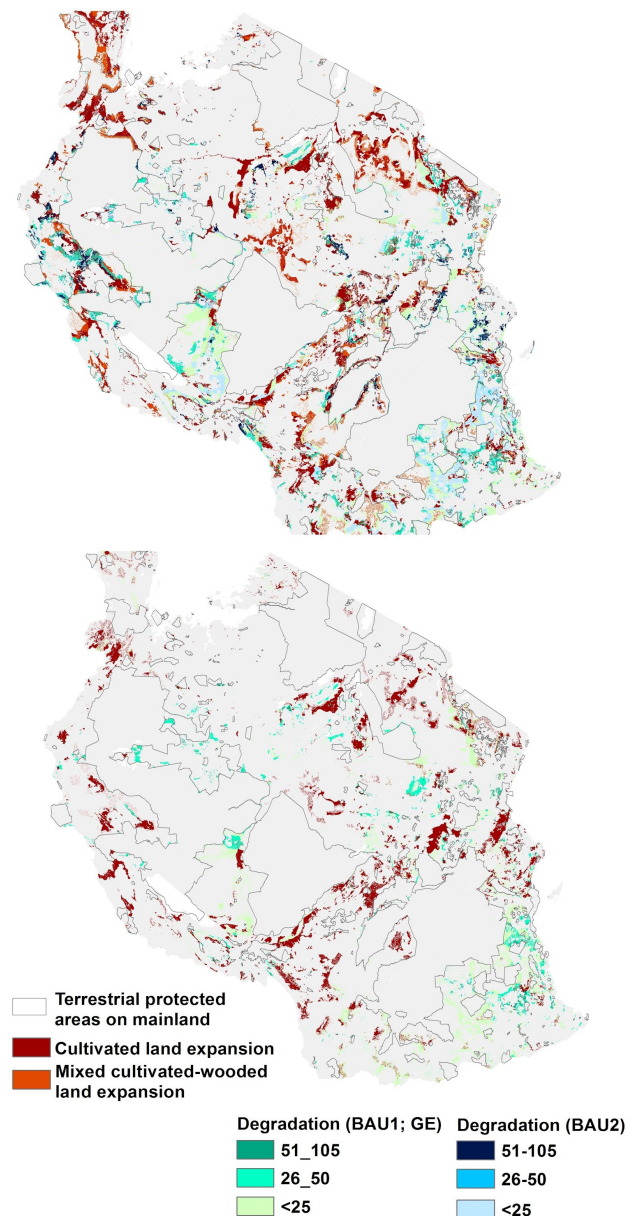 Terrestrial protected
areas on mainland
Cultivated land expansion
Mixed cultivated-wooded
land expansion
Degradation (BAU1; GE)
51_105
26_50
<25
Degradation (BAU2)
51-105
26-50
<25